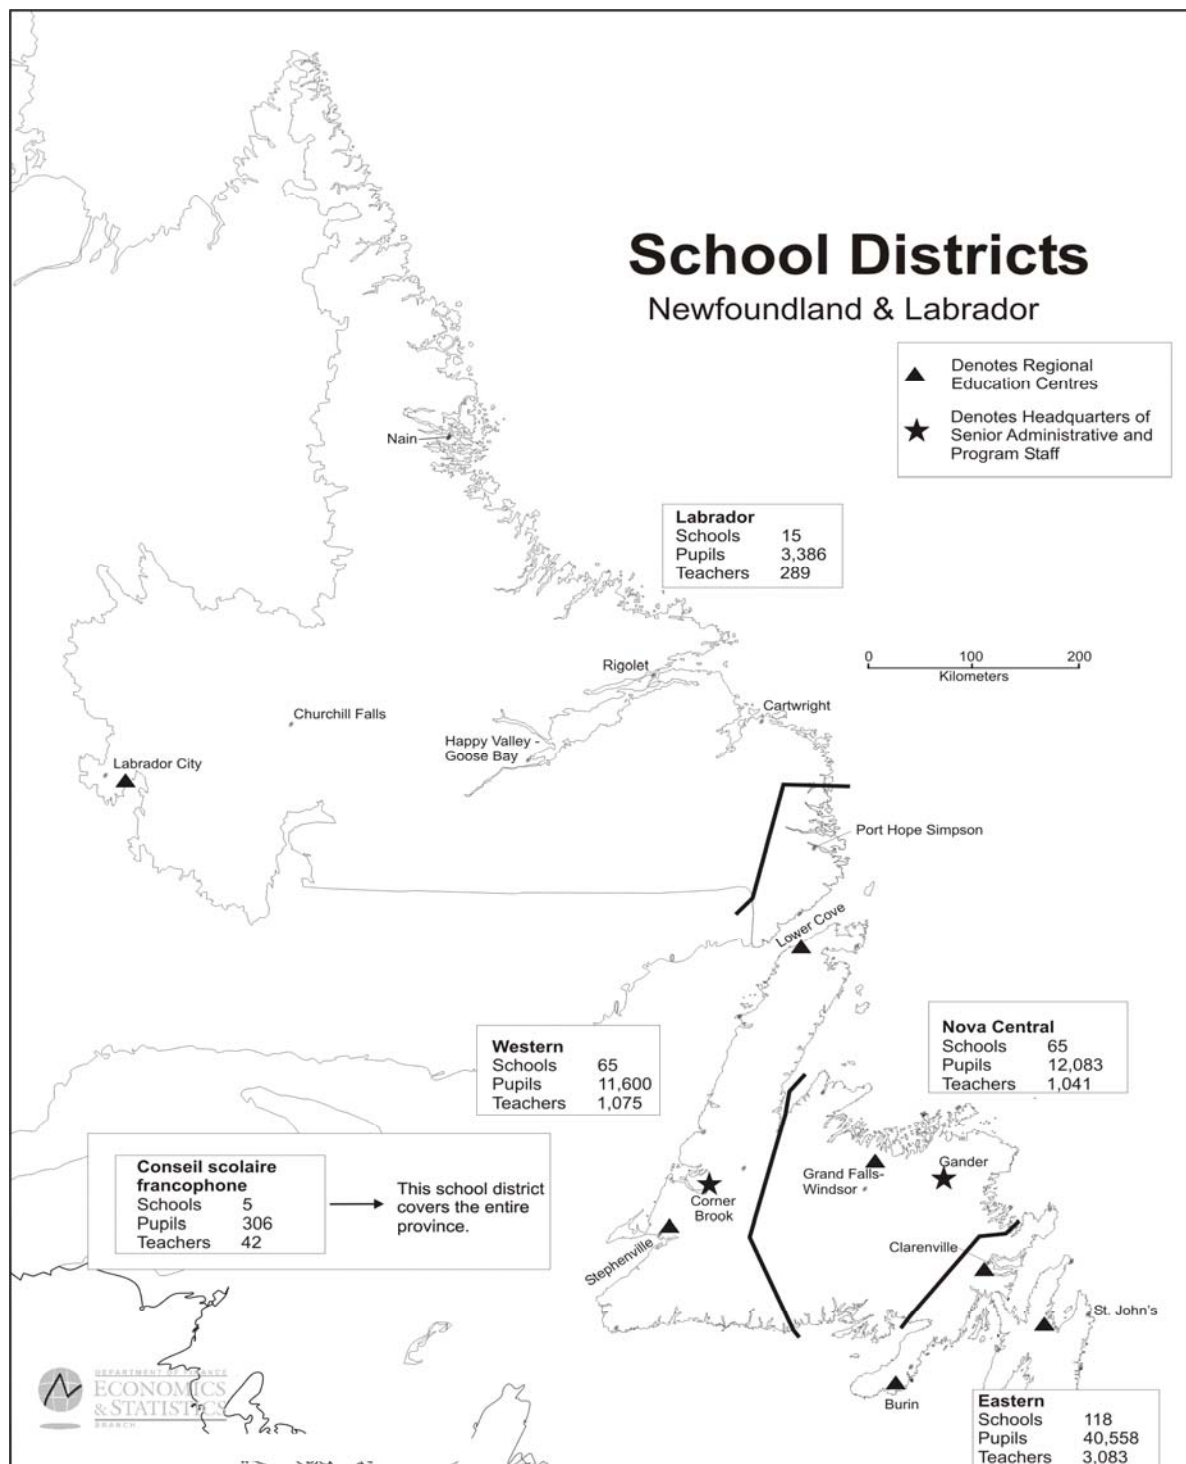 School Districts
Newfoundland & Labrador
Denotes Regional
Education Centres
Denotes Headquarters of
Senior Administrative and
Program Staff
Nain
Labrador
Schools 15
Pupils 3,386
Teachers 289
Rigolet
0 100 200
Kilometers
Cartwright
Churchill Falls
Happy Valley -
Goose Bay
Labrador City
Port Hope Simpson
Lower Cove
Western
Schools 65
Pupils 11,600
Teachers 1,075
Nova Central
Schools 65
Pupils 12,083
Teachers 1,041
Conseil scolaire
francophone
Schools 5
Pupils 306
Teachers 42
This school district
covers the entire
province.
Corner
Brook
Stephenville
Grand Falls-
Windsor
Gander
Clarenville
St. John's
Burin
Eastern
Schools 118
Pupils 40,558
Teachers 3,083
DEPARTMENT OF FINANCE
ECONOMICS
& STATISTICS
BRANCH